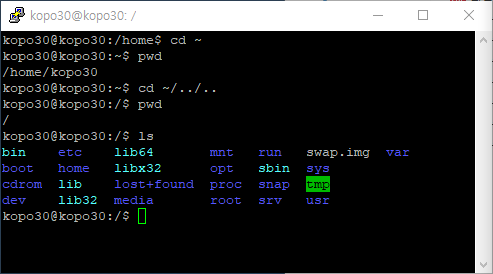 kopo30@kopo30: /
kopo30@kopo30:/home$ cd ~
kopo30@kopo30:~$ pwd
/home/kopo30
kopo30@kopo30:~$ cd ~/../..
kopo30@kopo30:/$ pwd
/
kopo30@kopo30:/$ ls
bin etc lib64 mnt run swap.img var
boot home libx32 opt sbin sys
cdrom lib lost+found proc snap tmp
dev lib32 media root srv usr
kopo30@kopo30:/$